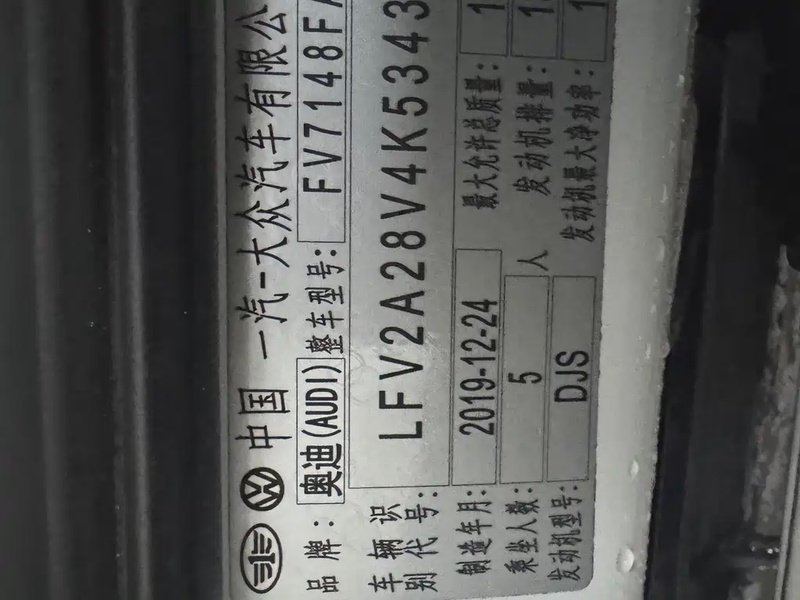 中国 一汽-大众汽车有限公
品牌: 奥迪(AUDI) 整车型号: FV7148F
车辆识别代号: LFV2A28V4K5343
制造年月: 2019-12-24 最大允许总质量: 1
乘坐人数: 5 人 发动机排量: 1
发动机型号: DJS 发动机最大净功率: 1